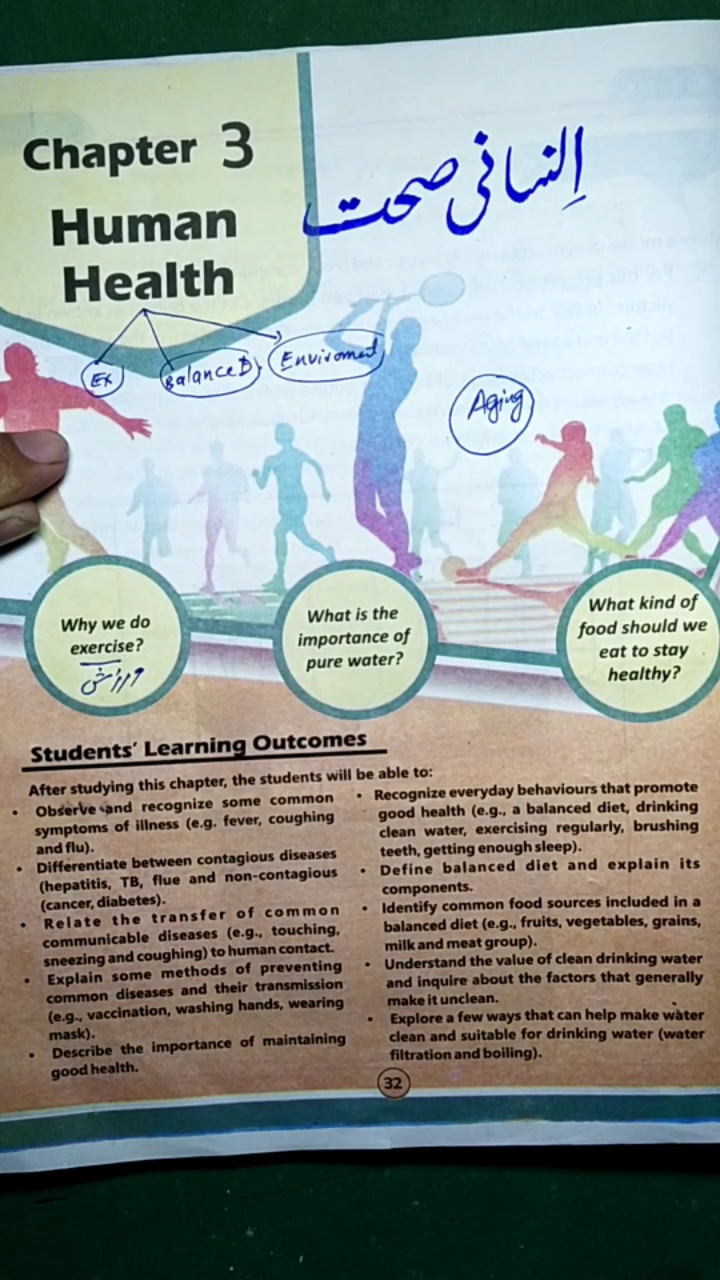 Chapter 3
Human
Health
انسانی صحت
Ex
Balance D.
Enviroment
Aging
Why we do
exercise?
ورزش
What is the
importance of
pure water?
What kind of
food should we
eat to stay
healthy?
Students' Learning Outcomes
After studying this chapter, the students will be able to:
• Observe and recognize some common
symptoms of illness (e.g. fever, coughing
and flu).
• Differentiate between contagious diseases
(hepatitis, TB, flue and non-contagious
(cancer, diabetes).
• Relate the transfer of common
communicable diseases (e.g., touching,
sneezing and coughing) to human contact.
• Explain some methods of preventing
common diseases and their transmission
(e.g., vaccination, washing hands, wearing
mask).
• Describe the importance of maintaining
good health.
• Recognize everyday behaviours that promote
good health (e.g., a balanced diet, drinking
clean water, exercising regularly, brushing
teeth, getting enough sleep).
• Define balanced diet and explain its
components.
• Identify common food sources included in a
balanced diet (e.g., fruits, vegetables, grains,
milk and meat group).
• Understand the value of clean drinking water
and inquire about the factors that generally
make it unclean.
• Explore a few ways that can help make water
clean and suitable for drinking water (water
filtration and boiling).
32